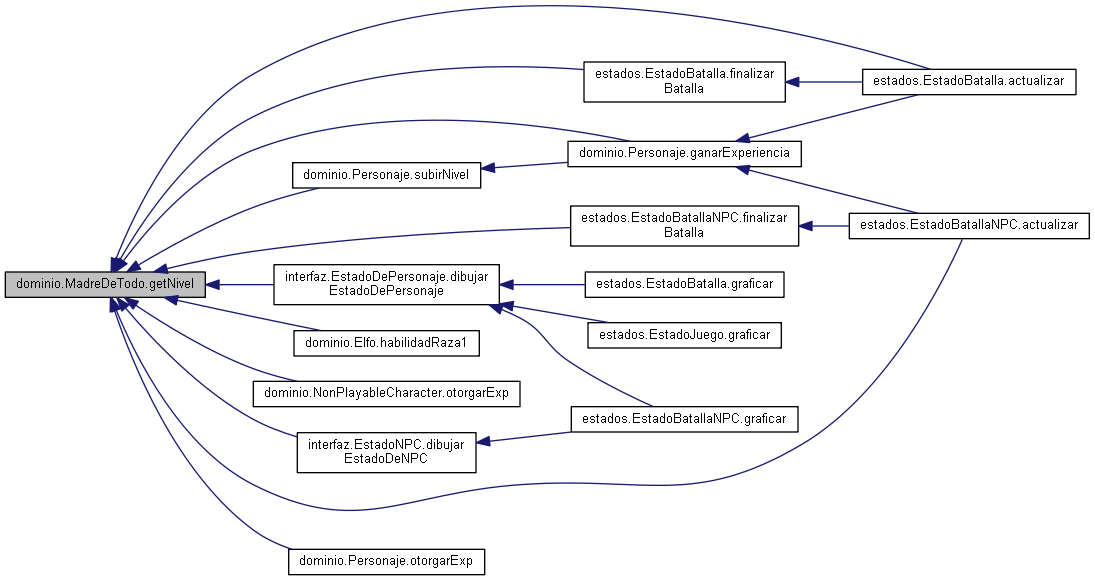 estados.EstadoBatalla.finalizar
Batalla
estados.EstadoBatalla.actualizar
dominio.Personaje.ganarExperiencia
dominio.Personaje.subirNivel
estados.EstadoBatallaNPC.finalizar
Batalla
estados.EstadoBatallaNPC.actualizar
dominio.MadreDeTodo.getNivel
interfaz.EstadoDePersonaje.dibujar
EstadoDePersonaje
estados.EstadoBatalla.graficar
estados.EstadoJuego.graficar
dominio.Elfo.habilidadRaza1
dominio.NonPlayableCharacter.otorgarExp
estados.EstadoBatallaNPC.graficar
interfaz.EstadoNPC.dibujar
EstadoDeNPC
dominio.Personaje.otorgarExp